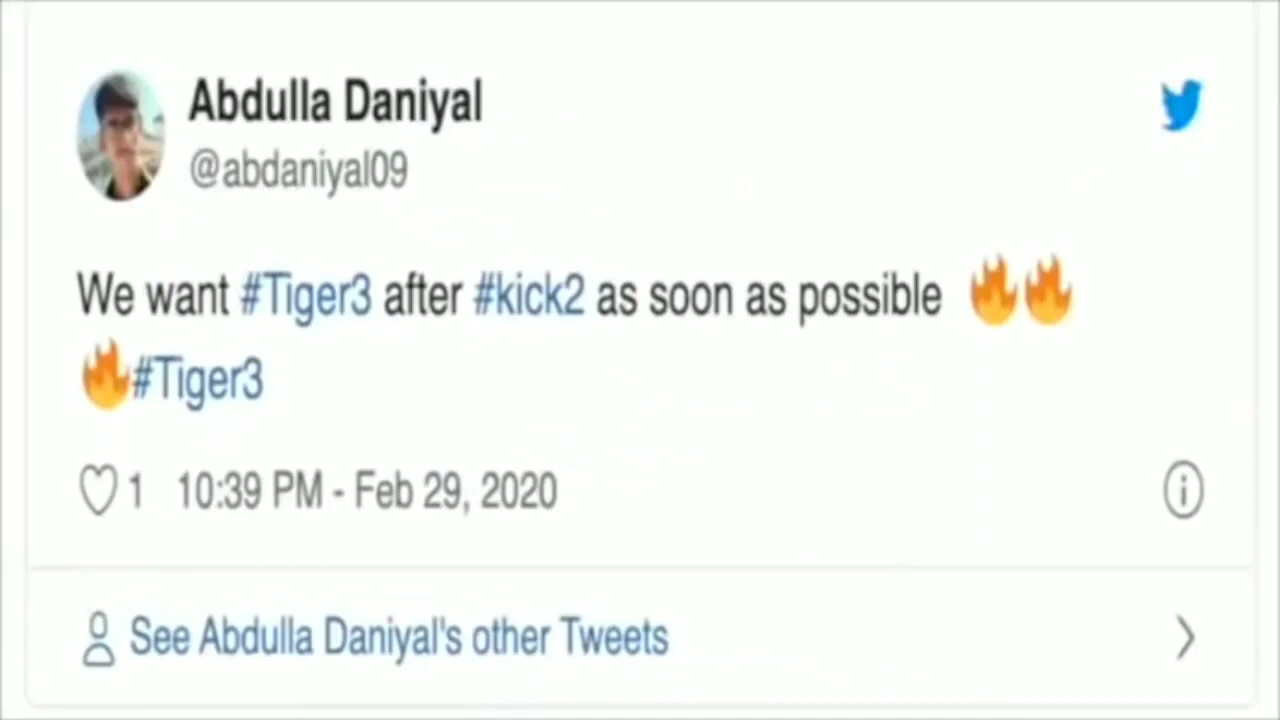 Abdulla Daniyal
@abdaniyal09
We want #Tiger3 after #kick2 as soon as possible 🔥🔥
🔥#Tiger3
1 10:39 PM - Feb 29, 2020
See Abdulla Daniyal's other Tweets